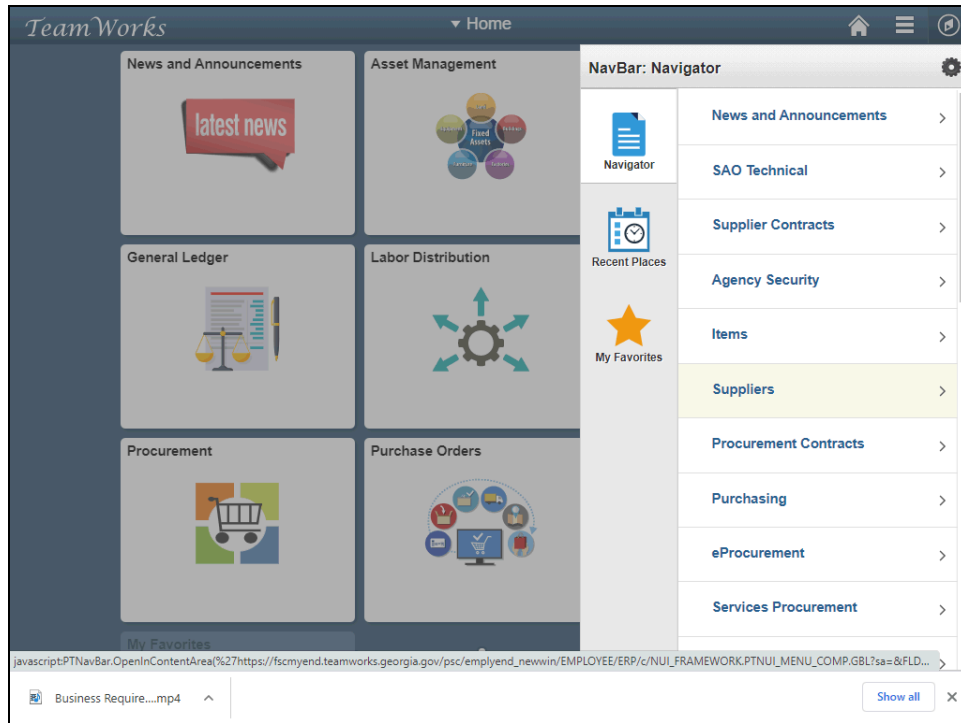 TeamWorks
Home
News and Announcements
latest news
Asset Management
Fixed
Assets
General Ledger
Labor Distribution
Procurement
Purchase Orders
My Favorites
NavBar: Navigator
Navigator
Recent Places
My Favorites
News and Announcements
SAO Technical
Supplier Contracts
Agency Security
Items
Suppliers
Procurement Contracts
Purchasing
eProcurement
Services Procurement
javascript:PTNavBar.OpenInContentArea(%27https://fscmyend.teamworks.georgia.gov/psc/emplyend_newwin/EMPLOYEE/ERP/c/NUI_FRAMEWORK.PTNUI_MENU_COMP.GBL?sa=&FLD...
Business Require....mp4
Show all